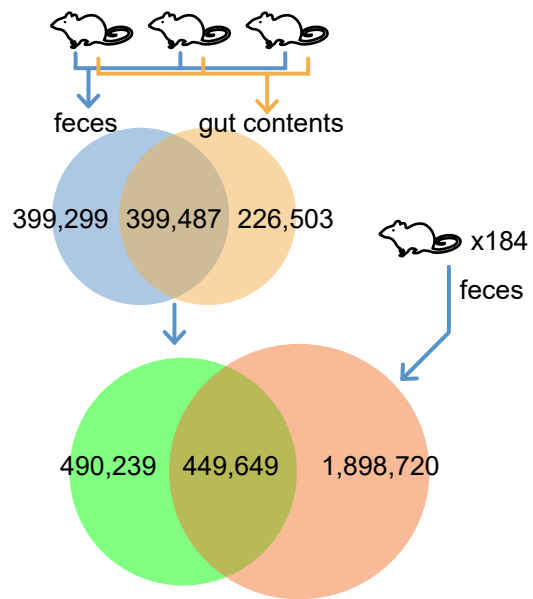 feces gut contents
399,299 399,487 226,503
x184
feces
490,239 449,649 1,898,720